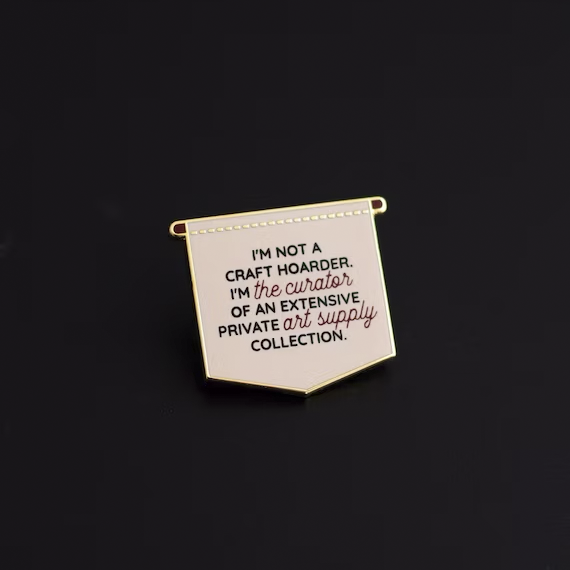 I'M NOT A
CRAFT HOARDER.
I'M the curator
OF AN EXTENSIVE
PRIVATE art supply
COLLECTION.